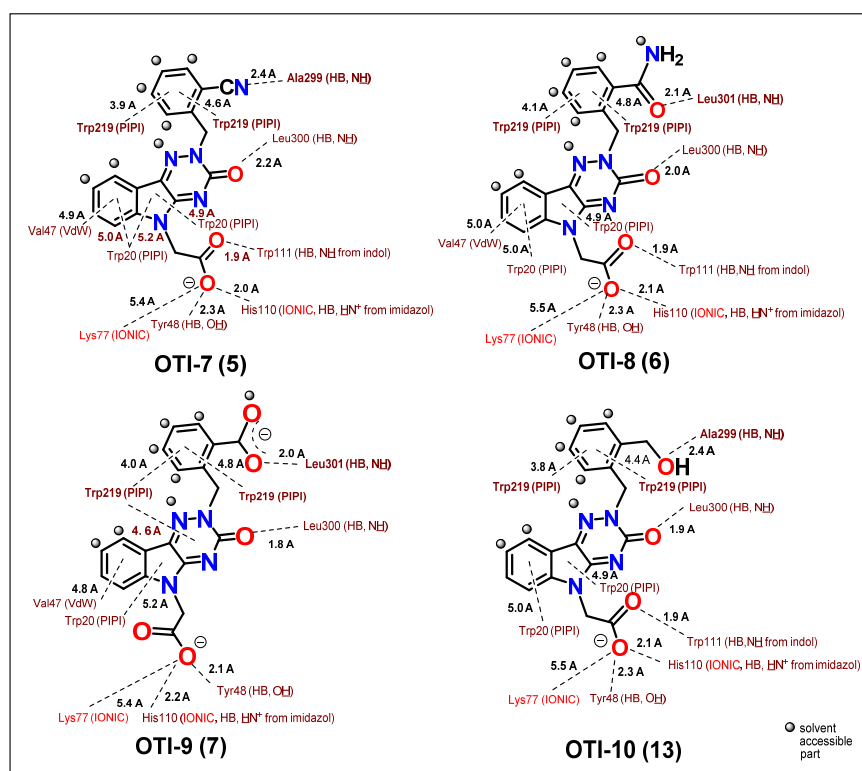 CN
2.4 A
Ala299 (HB, NH)
3.9 A
4.6 A
Trp219 (PIPI)
Trp219 (PIPI)
Leu300 (HB, NH)
N
N
2.2 A
O
N
4.9 A
4.9 A
Val47 (VdW)
5.0 A
5.2 A
N
Trp20 (PIPI)
Trp20 (PIPI)
O
1.9 A
Trp111 (HB, NH from indol)
O
⊖
2.0 A
5.4 A
2.3 A
His110 (IONIC, HB, HN+ from imidazol)
Tyr48 (HB, OH)
Lys77 (IONIC)
OTI-7 (5)
NH2
2.1 A
O
Leu301 (HB, NH)
4.1 A
4.8 A
Trp219 (PIPI)
Trp219 (PIPI)
Leu300 (HB, NH)
N
N
O
2.0 A
N
5.0 A
4.9 A
Val47 (VdW)
N
Trp20 (PIPI)
5.0 A
Trp20 (PIPI)
O
1.9 A
Trp111 (HB,NH from indol)
O
⊖
2.1 A
5.5 A
2.3 A
His110 (IONIC, HB, HN+ from imidazol)
Tyr48 (HB, OH)
Lys77 (IONIC)
OTI-8 (6)
O
⊖
2.0 A
4.0 A
4.8 A
O
Leu301 (HB, NH)
Trp219 (PIPI)
Trp219 (PIPI)
4.6 A
N
N
O
Leu300 (HB, NH)
1.8 A
N
4.8 A
5.2 A
N
Val47 (VdW)
Trp20 (PIPI)
O
⊖
O
2.1 A
Tyr48 (HB, OH)
2.2 A
5.4 A
Lys77 (IONIC)
His110 (IONIC, HB, HN+ from imidazol)
OTI-9 (7)
Ala299 (HB, NH)
2.4 A
3.8 A
4.4 A
OH
Trp219 (PIPI)
Trp219 (PIPI)
Leu300 (HB, NH)
N
N
O
1.9 A
N
4.9 A
N
Trp20 (PIPI)
5.0 A
O
1.9 A
Trp20 (PIPI)
Trp111 (HB,NH from indol)
⊖
O
2.1 A
5.5 A
2.3 A
His110 (IONIC, HB, HN+ from imidazol)
Lys77 (IONIC)
Tyr48 (HB, OH)
OTI-10 (13)
solvent
accessible
part